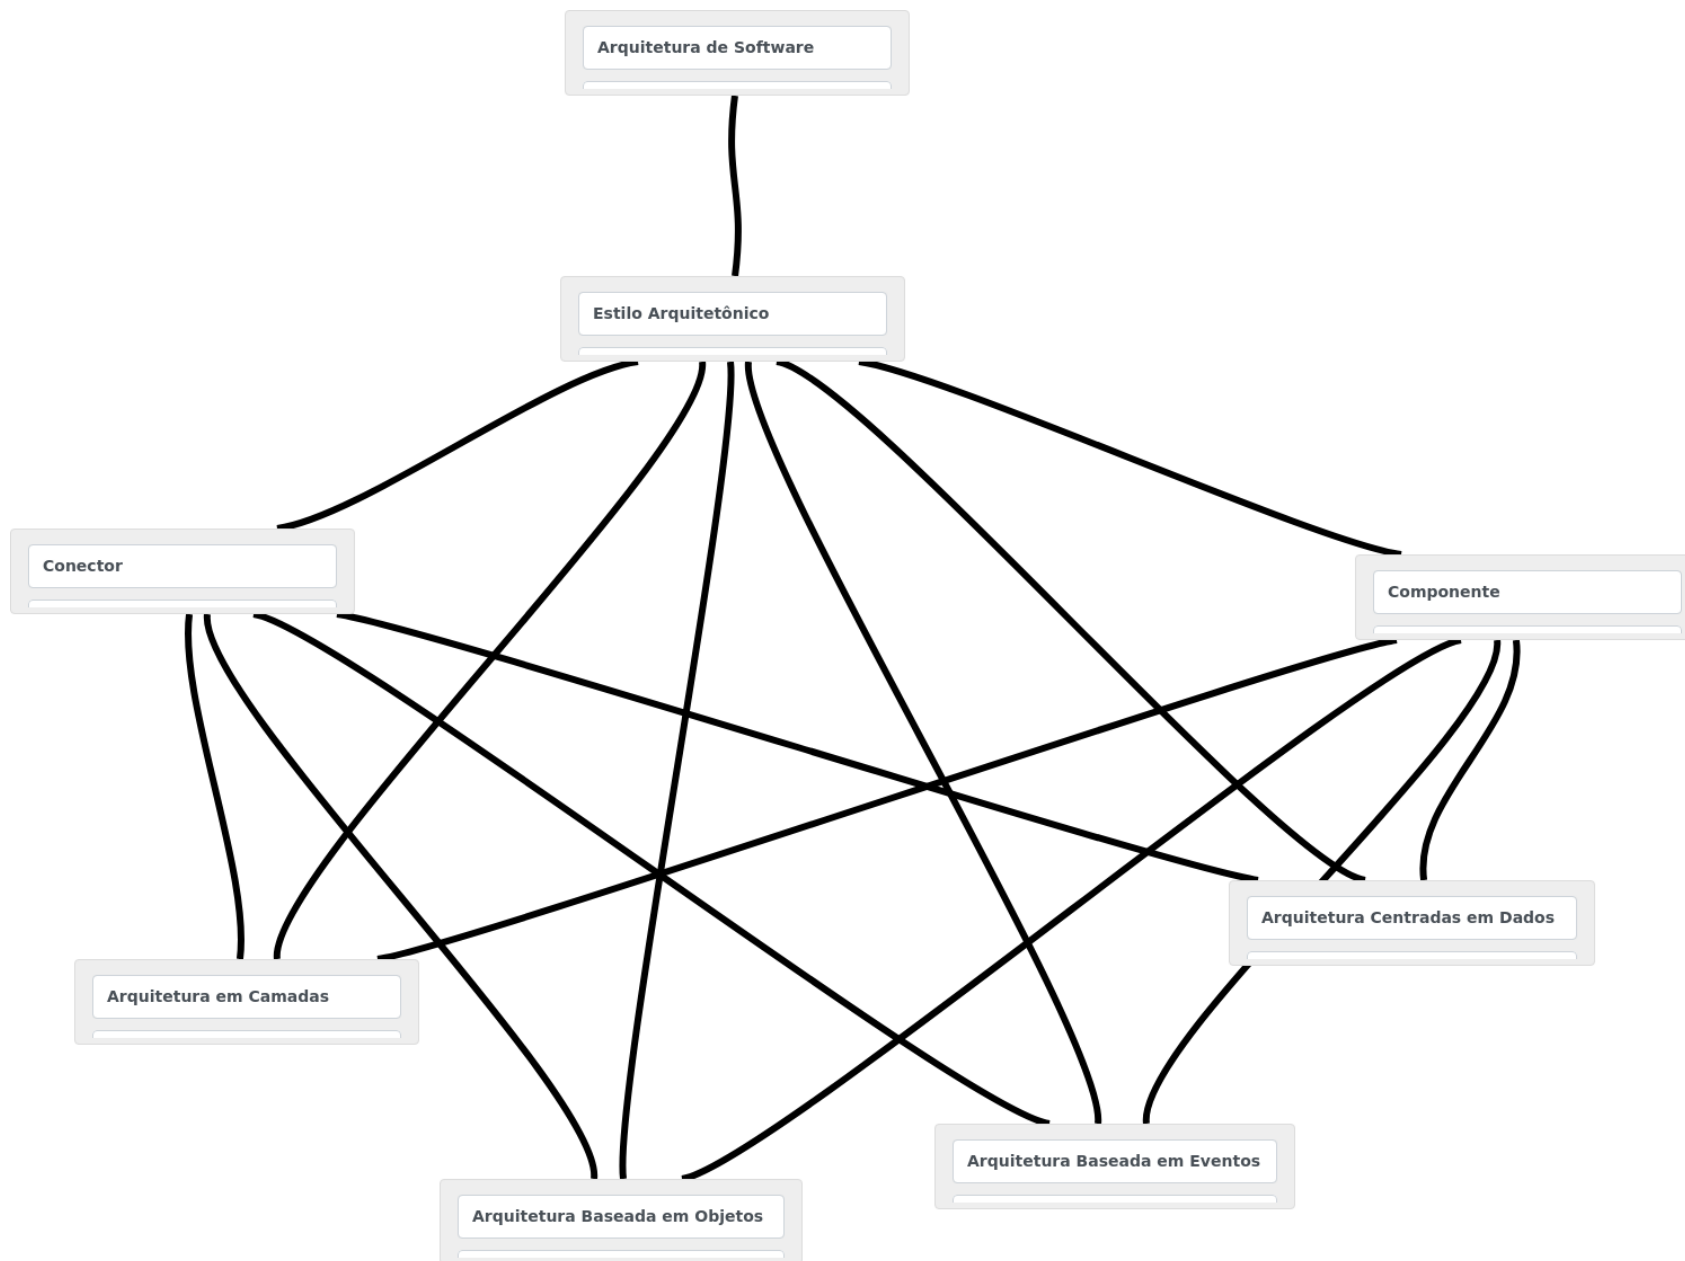 Arquitetura de Software
Estilo Arquitetônico
Conector
Componente
Arquitetura Centradas em Dados
Arquitetura em Camadas
Arquitetura Baseada em Eventos
Arquitetura Baseada em Objetos